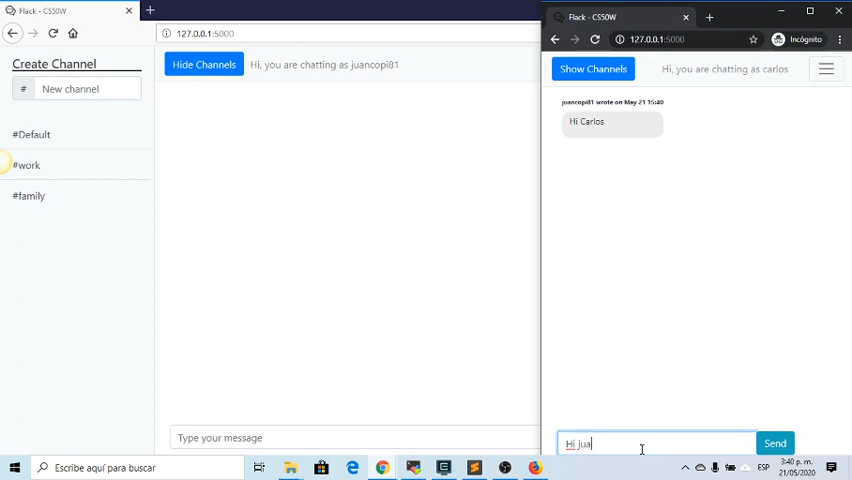 Flack - CS50W
127.0.0.1:5000
Create Channel
# New channel
#Default
#work
#family
Hide Channels
Hi, you are chatting as juancopi81
Type your message
Flack - CS50W
127.0.0.1:5000
Incógnito
Show Channels
Hi, you are chatting as carlos
juancopi81 wrote on May 21 15:40
Hi Carlos
Hi jua
Send
Escribe aquí para buscar
ESP
3:40 p. m.
21/05/2020